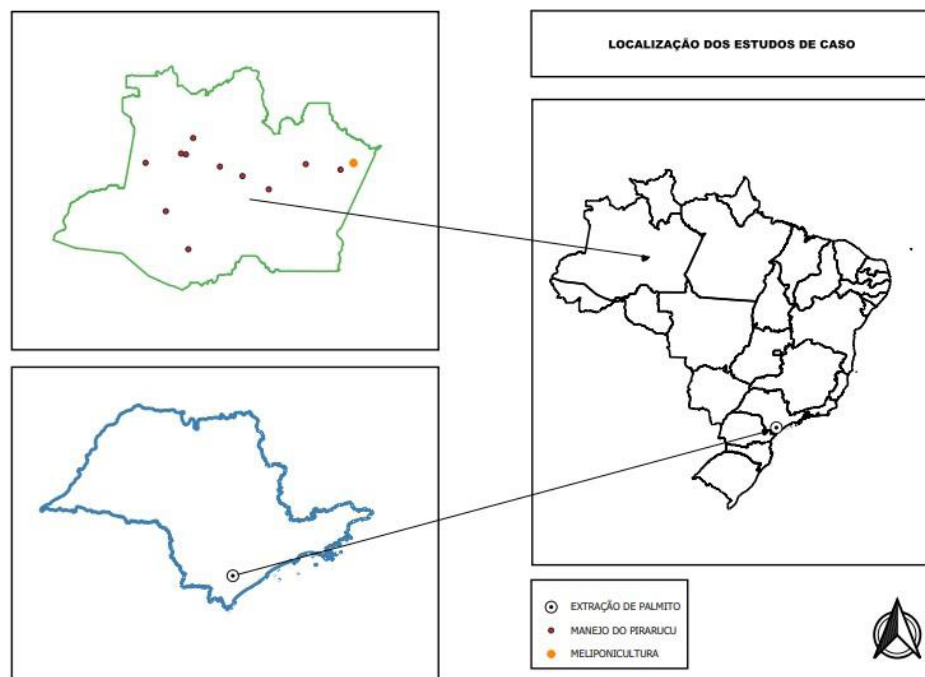 LOCALIZAÇÃO DOS ESTUDOS DE CASO
EXTRAÇÃO DE PALMITO
MANEJO DO PIRARUCU
MELIPONICULTURA